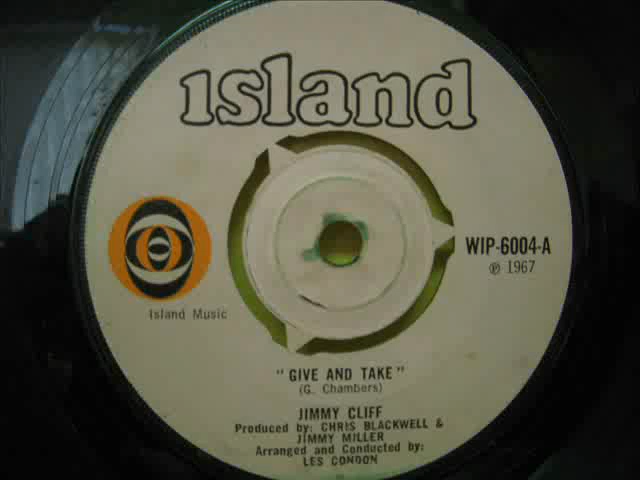 island
WIP-6004-A
℗ 1967
Island Music
"GIVE AND TAKE"
(G. Chambers)
JIMMY CLIFF
Produced by: CHRIS BLACKWELL &
JIMMY MILLER
Arranged and Conducted by:
LES CONDON